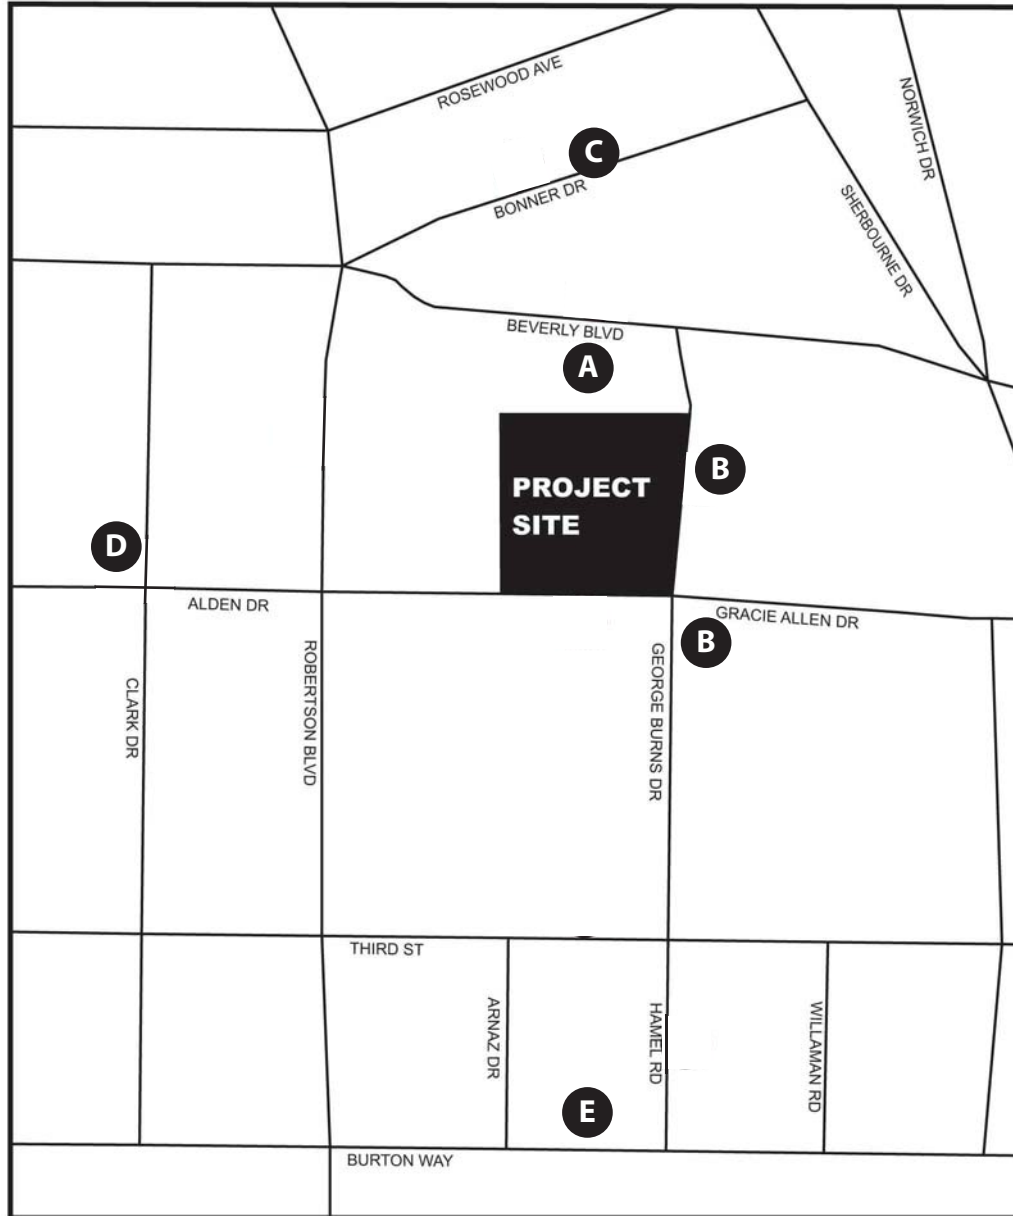 ROSEWOOD AVE
NORWICH DR
C
BONNER DR
SHERBOURNE DR
BEVERLY BLVD
A
B
PROJECT
SITE
D
ALDEN DR
GRACIE ALLEN DR
B
ROBERTSON BLVD
GEORGE BURNS DR
CLARK DR
THIRD ST
ARNAZ DR
HAMEL RD
WILLAMAN RD
E
BURTON WAY